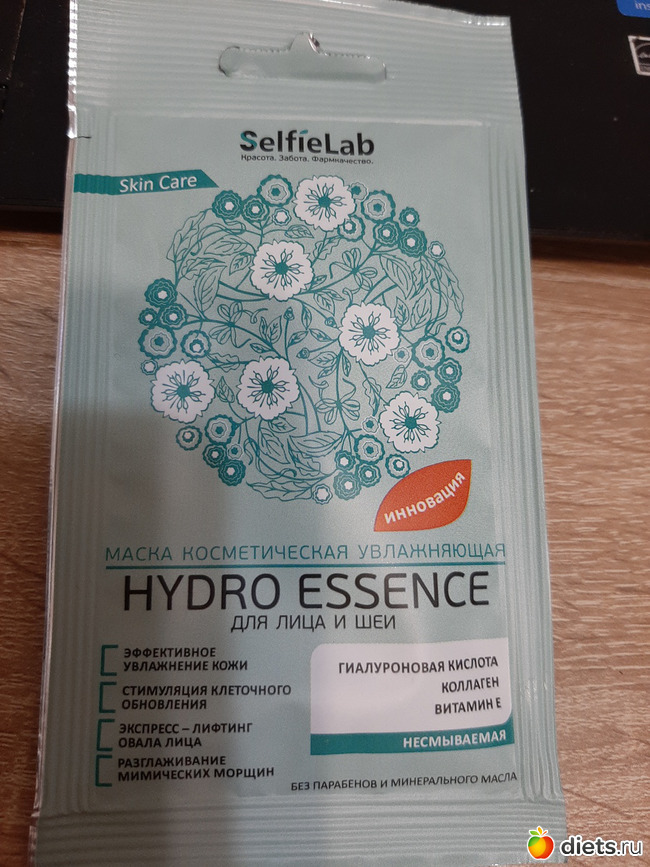 SelfieLab
Красота. Забота. Фармкачество.
Skin Care
инновация
МАСКА КОСМЕТИЧЕСКАЯ УВЛАЖНЯЮЩАЯ
HYDRO ESSENCE
ДЛЯ ЛИЦА И ШЕИ
ЭФФЕКТИВНОЕ
УВЛАЖНЕНИЕ КОЖИ
СТИМУЛЯЦИЯ КЛЕТОЧНОГО
ОБНОВЛЕНИЯ
ЭКСПРЕСС – ЛИФТИНГ
ОВАЛА ЛИЦА
РАЗГЛАЖИВАНИЕ
МИМИЧЕСКИХ МОРЩИН
ГИАЛУРОНОВАЯ КИСЛОТА
КОЛЛАГЕН
ВИТАМИН Е
НЕСМЫВАЕМАЯ
БЕЗ ПАРАБЕНОВ И МИНЕРАЛЬНОГО МАСЛА
diets.ru